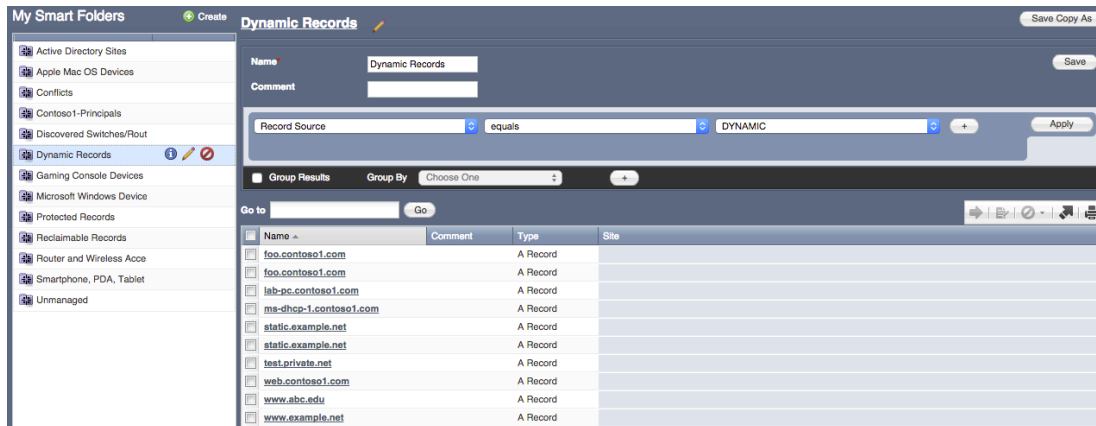 My Smart Folders
Create
Active Directory Sites
Apple Mac OS Devices
Conflicts
Contoso1-Principals
Discovered Switches/Rout
Dynamic Records
Gaming Console Devices
Microsoft Windows Device
Protected Records
Reclaimable Records
Router and Wireless Acce
Smartphone, PDA, Tablet
Unmanaged
Dynamic Records
Save Copy As
Name Dynamic Records
Save
Comment
Record Source equals DYNAMIC + Apply
Group Results Group By Choose One +
Go to Go
Name Comment Type Site
foo.contoso1.com A Record
foo.contoso1.com A Record
lab-pc.contoso1.com A Record
ms-dhcp-1.contoso1.com A Record
static.example.net A Record
static.example.net A Record
test.private.net A Record
web.contoso1.com A Record
www.abc.edu A Record
www.example.net A Record